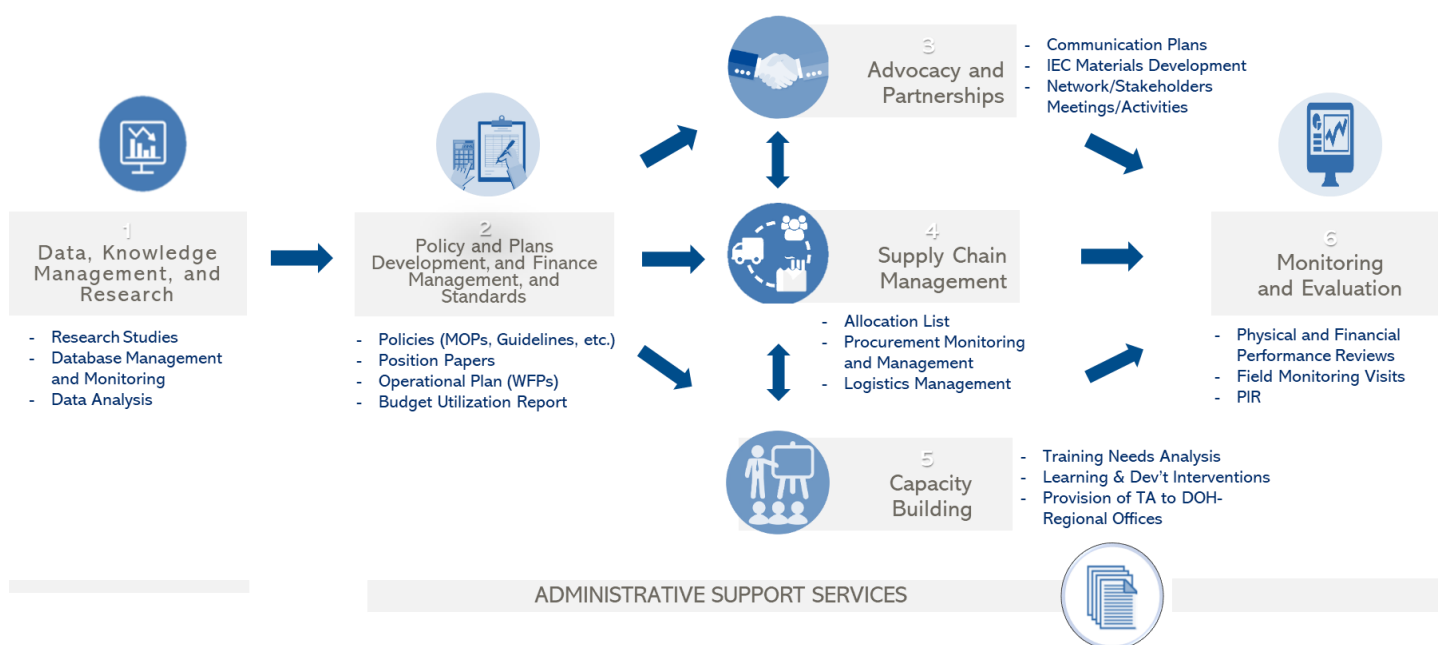 1
Data, Knowledge
Management, and
Research
- Research Studies
- Database Management
and Monitoring
- Data Analysis
2
Policy and Plans
Development, and Finance
Management, and
Standards
- Policies (MOPs, Guidelines, etc.)
- Position Papers
- Operational Plan (WFPs)
- Budget Utilization Report
3
Advocacy and
Partnerships
- Communication Plans
- IEC Materials Development
- Network/Stakeholders
Meetings/Activities
4
Supply Chain
Management
- Allocation List
- Procurement Monitoring
and Management
- Logistics Management
5
Capacity
Building
- Training Needs Analysis
- Learning & Dev't Interventions
- Provision of TA to DOH-
Regional Offices
6
Monitoring
and Evaluation
- Physical and Financial
Performance Reviews
- Field Monitoring Visits
- PIR
ADMINISTRATIVE SUPPORT SERVICES